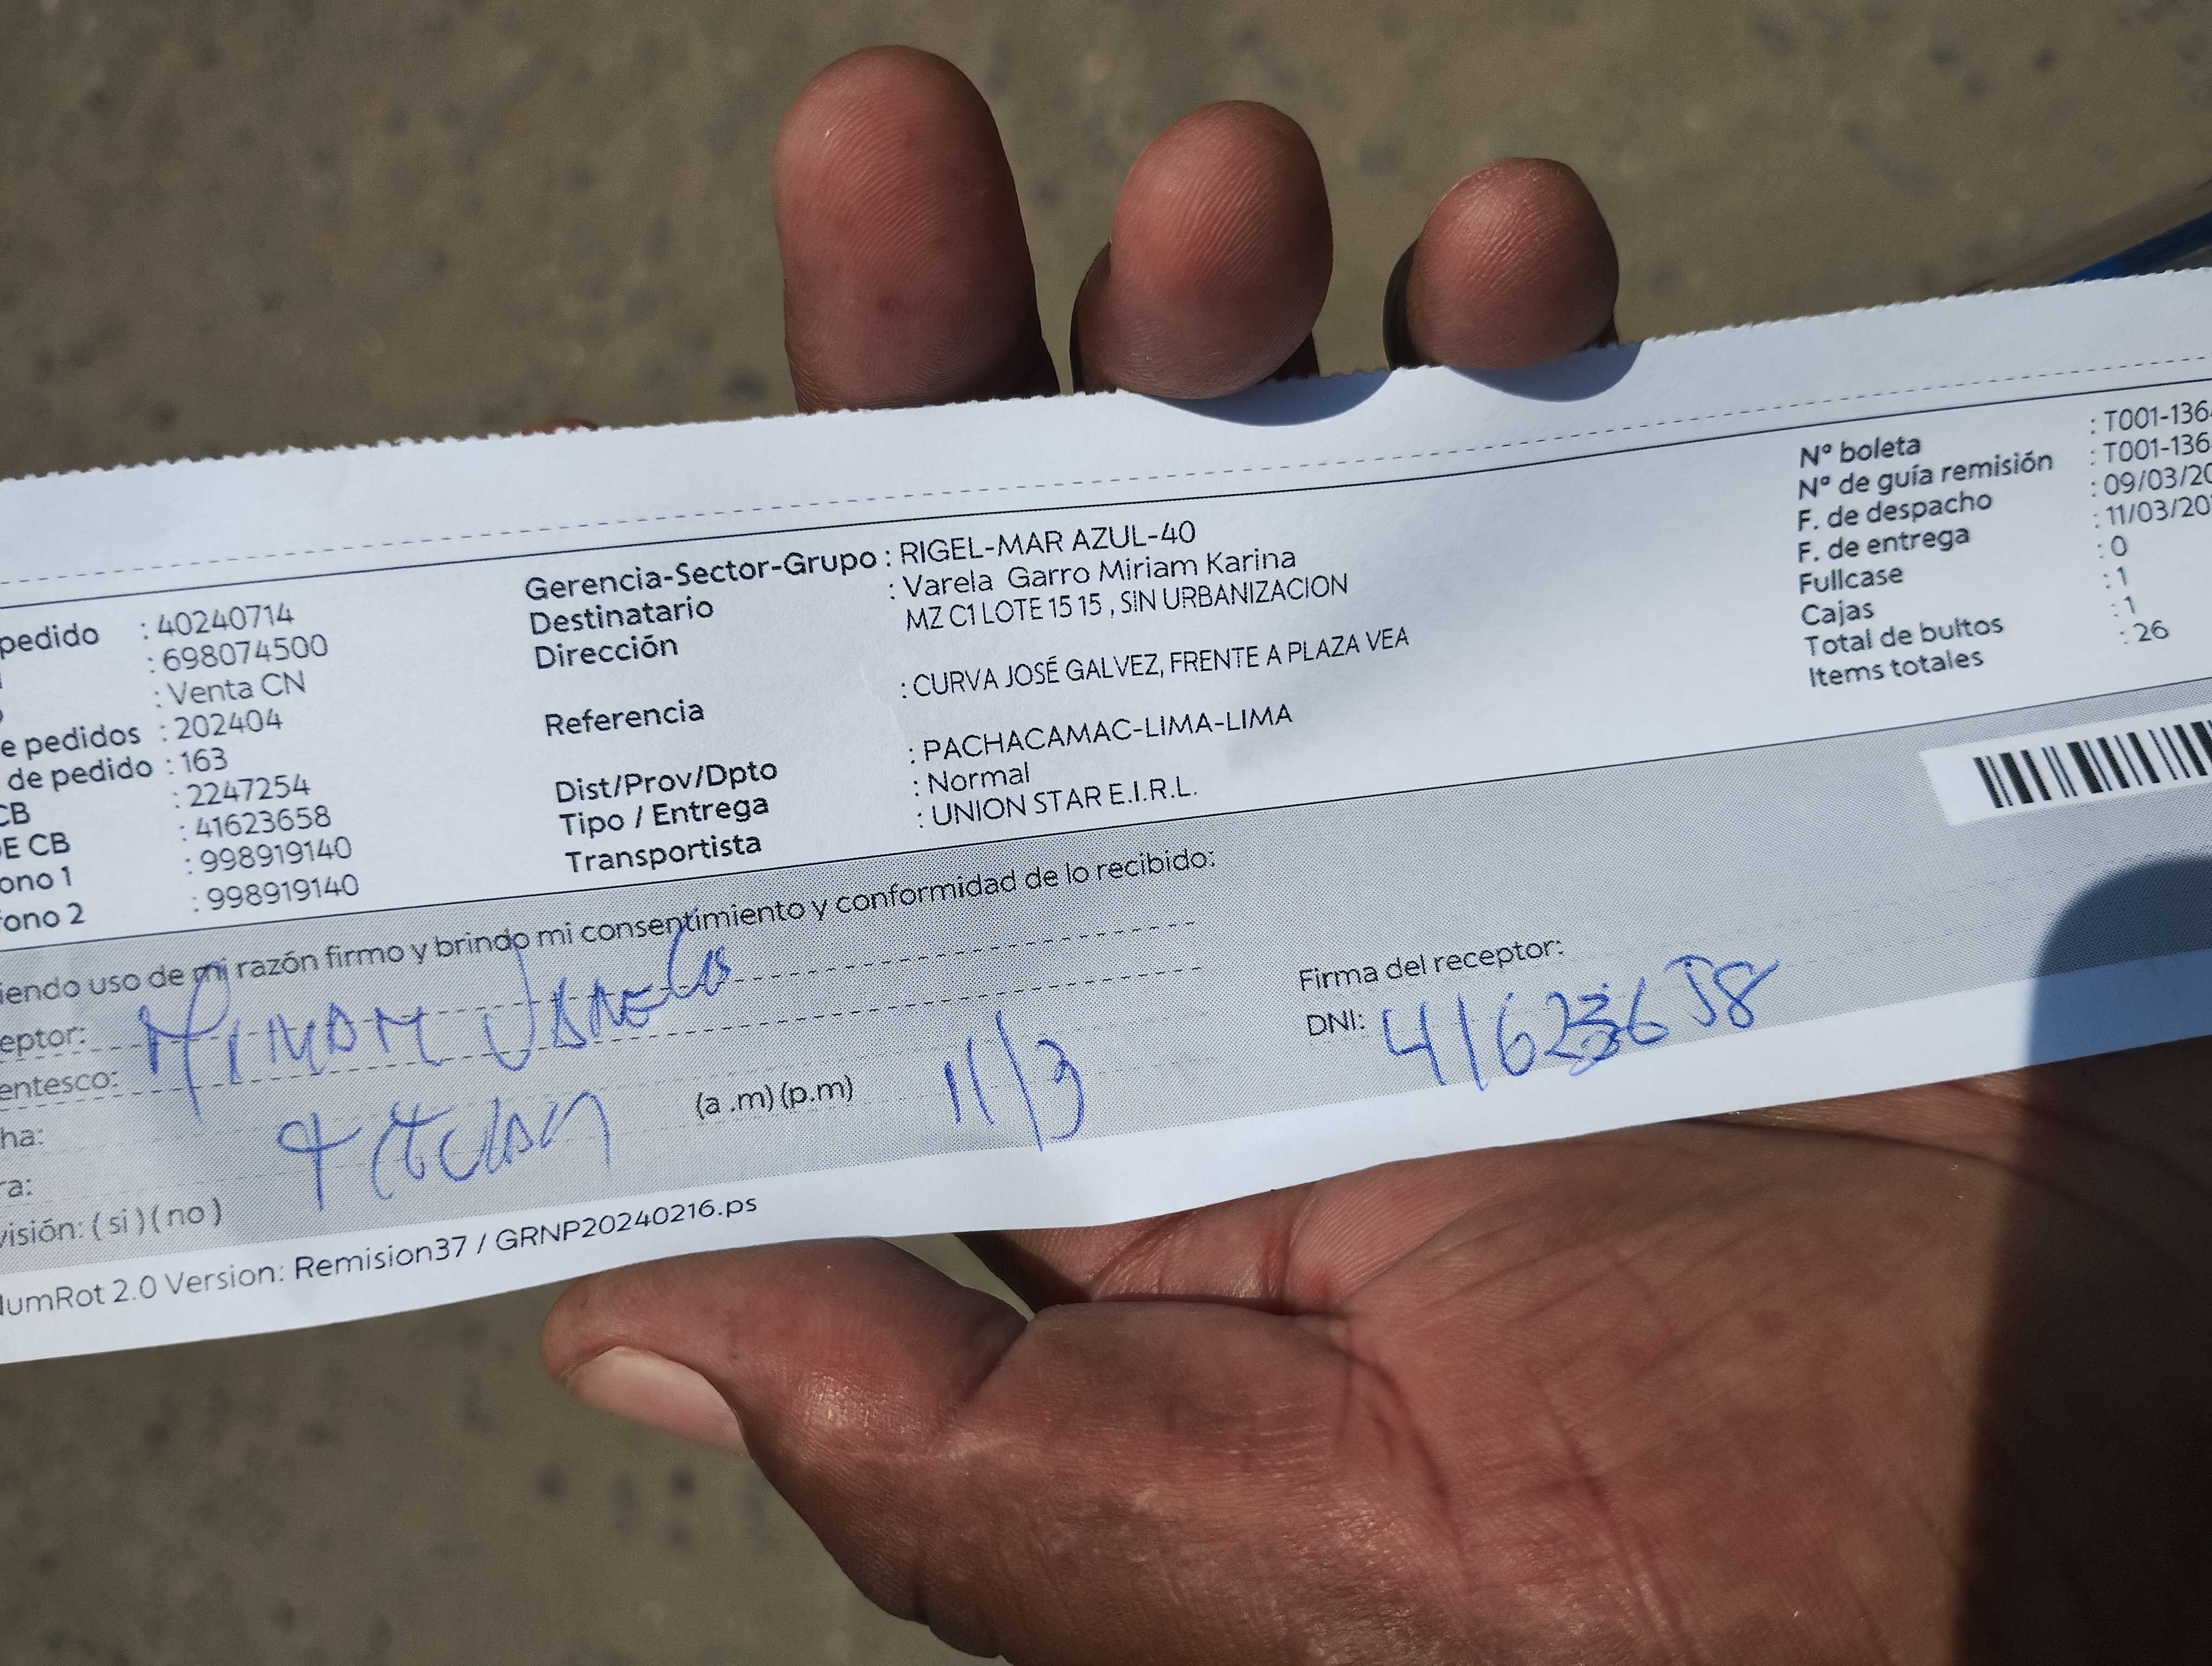 pedido : 40240714
: 698074500
: Venta CN
e pedidos : 202404
de pedido : 163
CB : 2247254
E CB : 41623658
ono 1 : 998919140
fono 2 : 998919140
Gerencia-Sector-Grupo : RIGEL-MAR AZUL-40
Destinatario : Varela Garro Miriam Karina
Dirección MZ C1 LOTE 15 15 , SIN URBANIZACION
Referencia : CURVA JOSÉ GALVEZ, FRENTE A PLAZA VEA
Dist/Prov/Dpto : PACHACAMAC-LIMA-LIMA
Tipo / Entrega : Normal
Transportista : UNION STAR E.I.R.L.
Nº boleta : T001-136
Nº de guía remisión : T001-136
F. de despacho : 09/03/20
F. de entrega : 11/03/20
Fullcase : 0
Cajas : 1
Total de bultos : 1
Items totales : 26
iendo uso de mi razón firmo y brindo mi consentimiento y conformidad de lo recibido:
eptor: MIRIAM VARELA
entesco:
ha: TITULAR (a .m) (p.m) 11/3
ra:
visión: ( si ) ( no )
Firma del receptor:
DNI: 41623658
NumRot 2.0 Version: Remision37 / GRNP20240216.ps